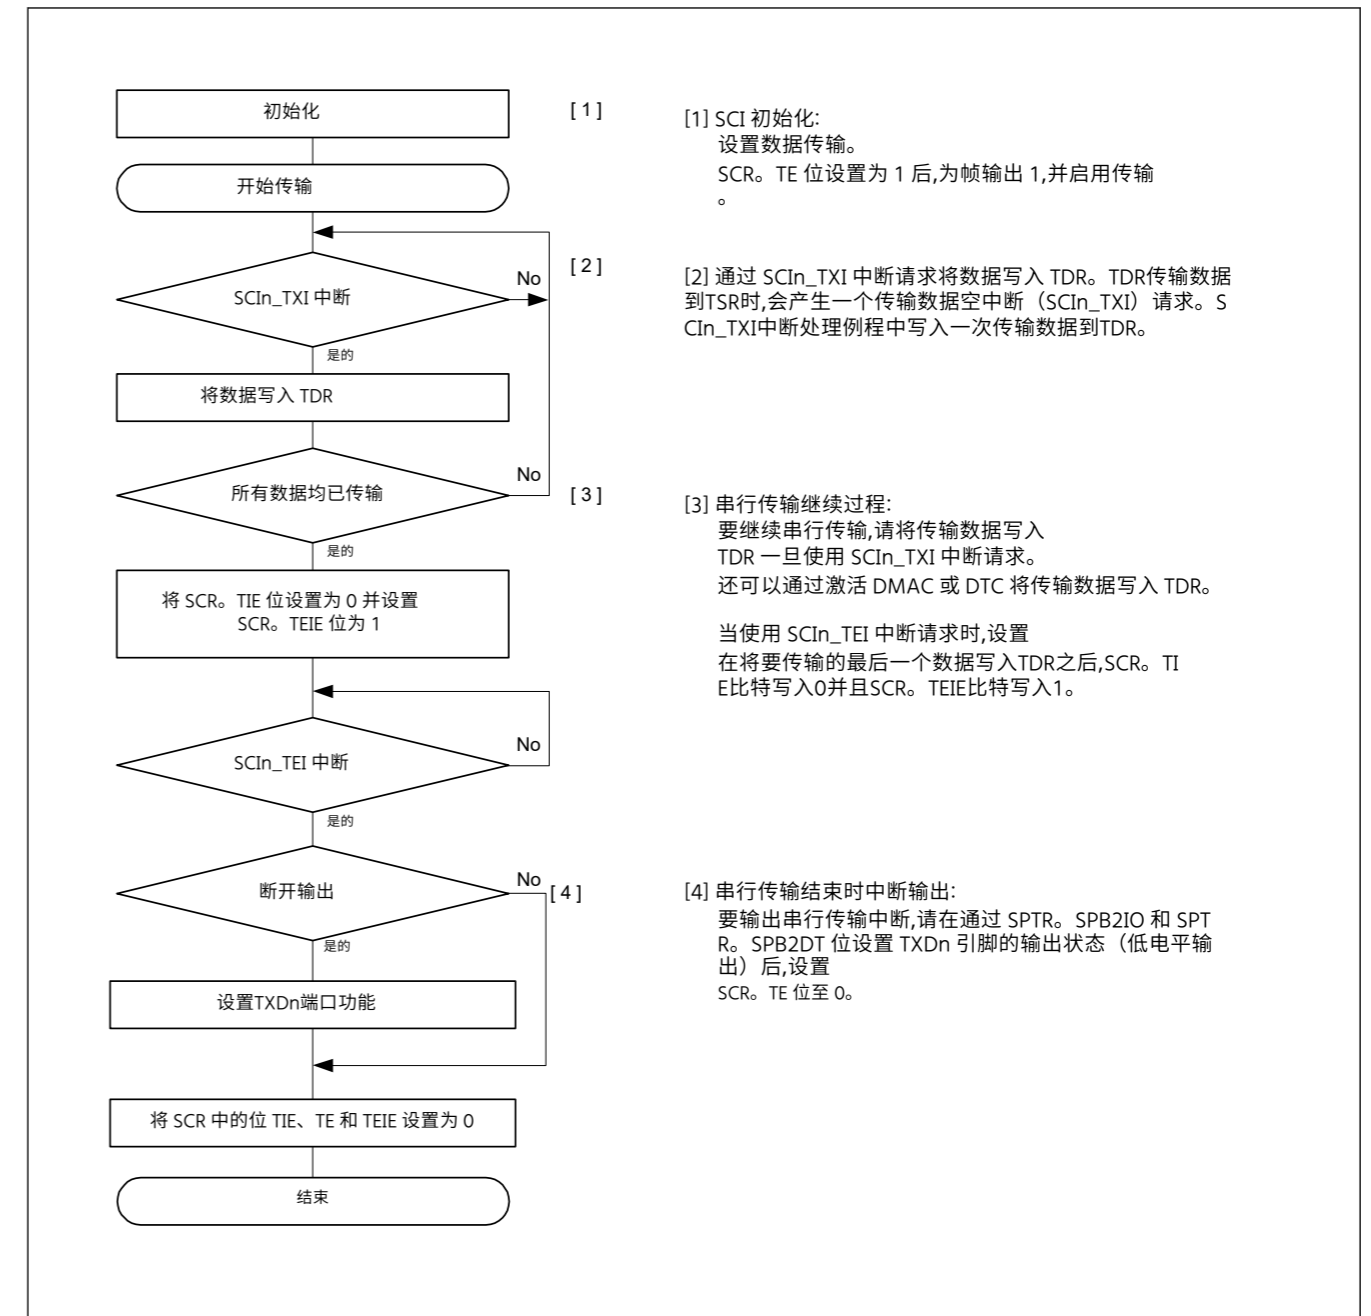 初始化
[ 1 ]
开始传输
SCIn_TXI 中断
No
[ 2 ]
是的
将数据写入 TDR
所有数据均已传输
No
[ 3 ]
是的
将 SCR。TIE 位设置为 0 并设置
SCR。TEIE 位为 1
SCIn_TEI 中断
No
是的
断开输出
No
[ 4 ]
是的
设置TXDn端口功能
将 SCR 中的位 TIE、TE 和 TEIE 设置为 0
结束
[1] SCI 初始化:
设置数据传输。
SCR。TE 位设置为 1 后,为帧输出 1,并启用传输
。
[2] 通过 SCIn_TXI 中断请求将数据写入 TDR。TDR传输数据
到TSR时,会产生一个传输数据空中断（SCIn_TXI）请求。S
CIn_TXI中断处理例程中写入一次传输数据到TDR。
[3] 串行传输继续过程:
要继续串行传输,请将传输数据写入
TDR 一旦使用 SCIn_TXI 中断请求。
还可以通过激活 DMAC 或 DTC 将传输数据写入 TDR。
当使用 SCIn_TEI 中断请求时,设置
在将要传输的最后一个数据写入TDR之后,SCR。TI
E比特写入0并且SCR。TEIE比特写入1。
[4] 串行传输结束时中断输出:
要输出串行传输中断,请在通过 SPTR。SPB2IO 和 SPT
R。SPB2DT 位设置 TXDn 引脚的输出状态（低电平输
出）后,设置
SCR。TE 位至 0。